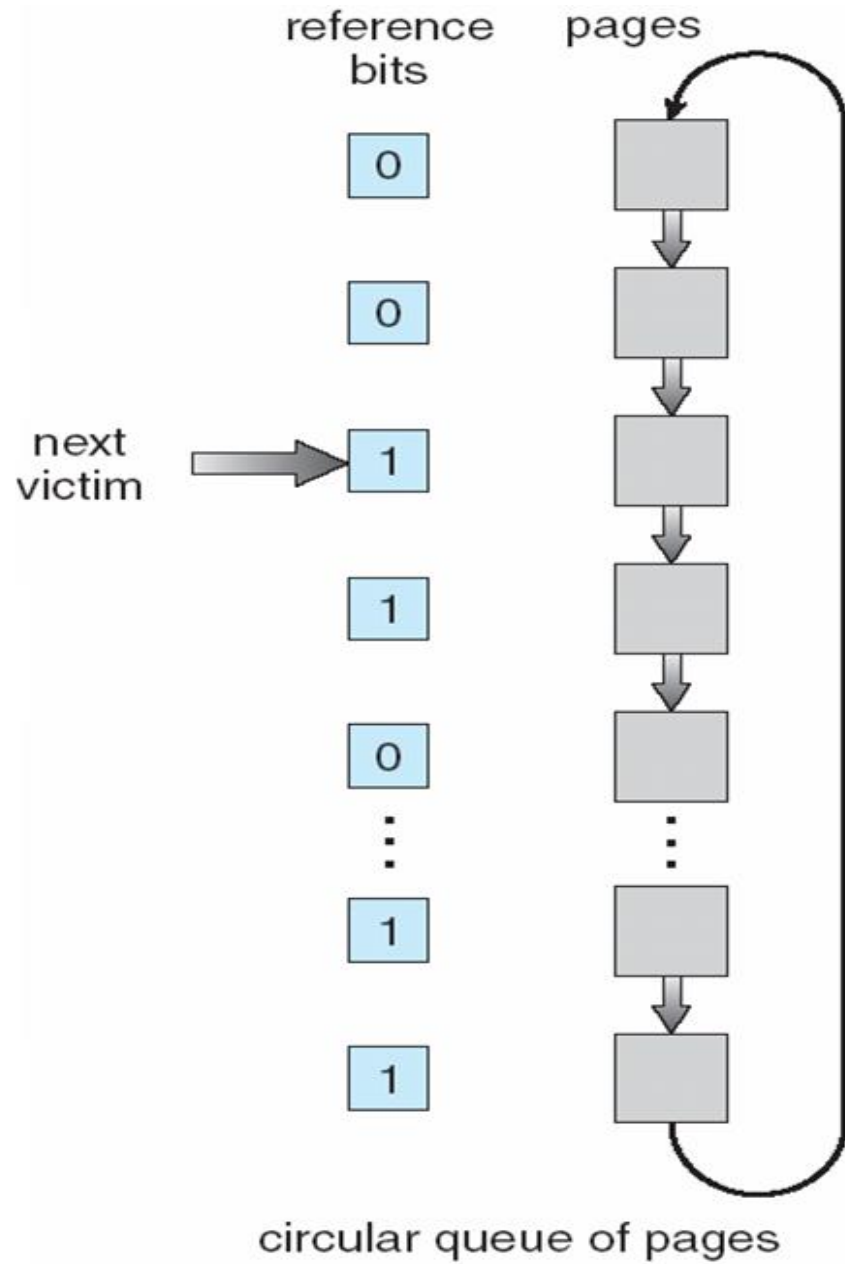 reference pages
bits
0
0
next
victim
1
1
0
1
1
circular queue of pages